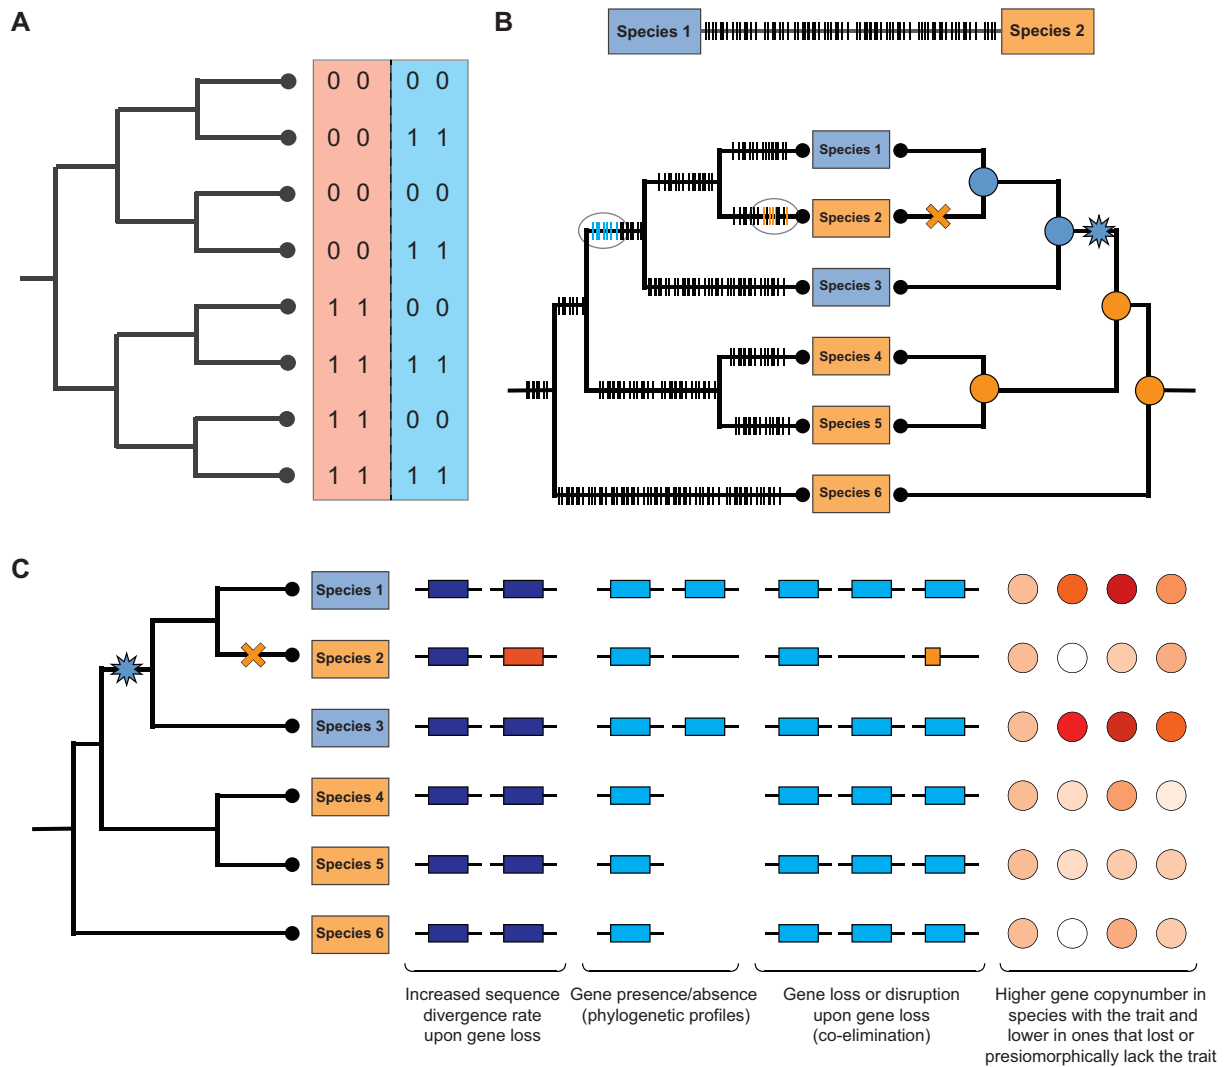 A
0 0 0 0
0 0 1 1
0 0 0 0
0 0 1 1
1 1 0 0
1 1 1 1
1 1 0 0
1 1 1 1
B
Species 1
Species 2
Species 1
Species 2
Species 3
Species 4
Species 5
Species 6
C
Species 1
Species 2
Species 3
Species 4
Species 5
Species 6
Increased sequence
divergence rate
upon gene loss
Gene presence/absence
(phylogenetic profiles)
Gene loss or disruption
upon gene loss
(co-elimination)
Higher gene copynumber in
species with the trait and
lower in ones that lost or
presiomorphically lack the trait